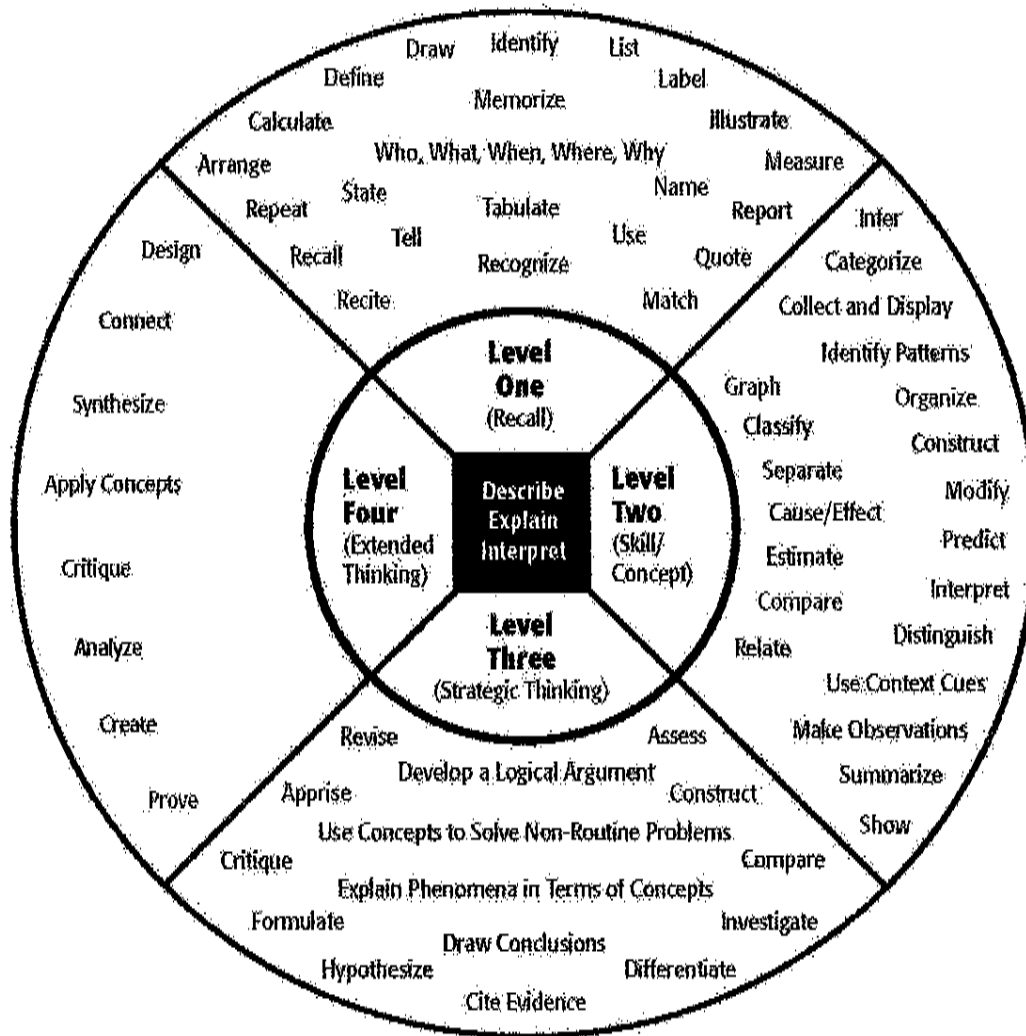 Draw
Identify
List
Define
Label
Memorize
Calculate
Illustrate
Who, What, When, Where, Why
Arrange
Measure
State
Name
Repeat
Tabulate
Report
Tell
Use
Recall
Recognize
Quote
Recite
Match
Level
One
(Recall)
Infer
Categorize
Collect and Display
Identify Patterns
Graph
Organize
Classify
Construct
Separate
Modify
Cause/Effect
Predict
Estimate
Interpret
Compare
Distinguish
Relate
Use Context Cues
Make Observations
Summarize
Show
Level
Two
(Skill/
Concept)
Describe
Explain
Interpret
Level
Three
(Strategic Thinking)
Revise
Assess
Develop a Logical Argument
Apprise
Construct
Use Concepts to Solve Non-Routine Problems
Critique
Compare
Explain Phenomena in Terms of Concepts
Formulate
Investigate
Draw Conclusions
Hypothesize
Differentiate
Cite Evidence
Level
Four
(Extended
Thinking)
Design
Connect
Synthesize
Apply Concepts
Critique
Analyze
Create
Prove